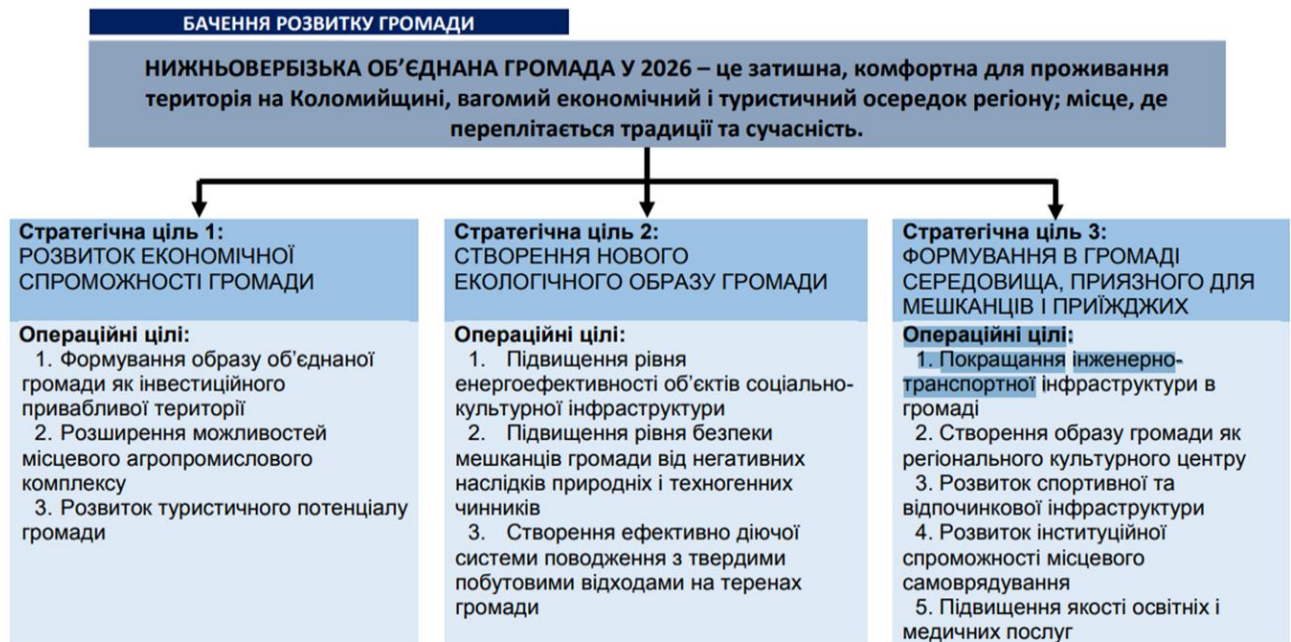 БАЧЕННЯ РОЗВИТКУ ГРОМАДИ
НИЖНЬОВЕРБІЗЬКА ОБ’ЄДНАНА ГРОМАДА У 2026 – це затишна, комфортна для проживання
територія на Коломийщині, вагомий економічний і туристичний осередок регіону; місце, де
переплітається традиції та сучасність.
Стратегічна ціль 1:
РОЗВИТОК ЕКОНОМІЧНОЇ
СПРОМОЖНОСТІ ГРОМАДИ
Операційні цілі:
1. Формування образу об’єднаної
громади як інвестиційного
привабливої території
2. Розширення можливостей
місцевого агропромислового
комплексу
3. Розвиток туристичного потенціалу
громади
Стратегічна ціль 2:
СТВОРЕННЯ НОВОГО
ЕКОЛОГІЧНОГО ОБРАЗУ ГРОМАДИ
Операційні цілі:
1. Підвищення рівня
енергоефективності об’єктів соціально-
культурної інфраструктури
2. Підвищення рівня безпеки
мешканців громади від негативних
наслідків природніх і техногенних
чинників
3. Створення ефективно діючої
системи поводження з твердими
побутовими відходами на теренах
громади
Стратегічна ціль 3:
ФОРМУВАННЯ В ГРОМАДІ
СЕРЕДОВИЩА, ПРИЯЗНОГО ДЛЯ
МЕШКАНЦІВ І ПРИЇЖДЖИХ
Операційні цілі:
1. Покращання інженерно-
транспортної інфраструктури в
громаді
2. Створення образу громади як
регіонального культурного центру
3. Розвиток спортивної та
відпочинкової інфраструктури
4. Розвиток інституційної
спроможності місцевого
самоврядування
5. Підвищення якості освітніх і
медичних послуг